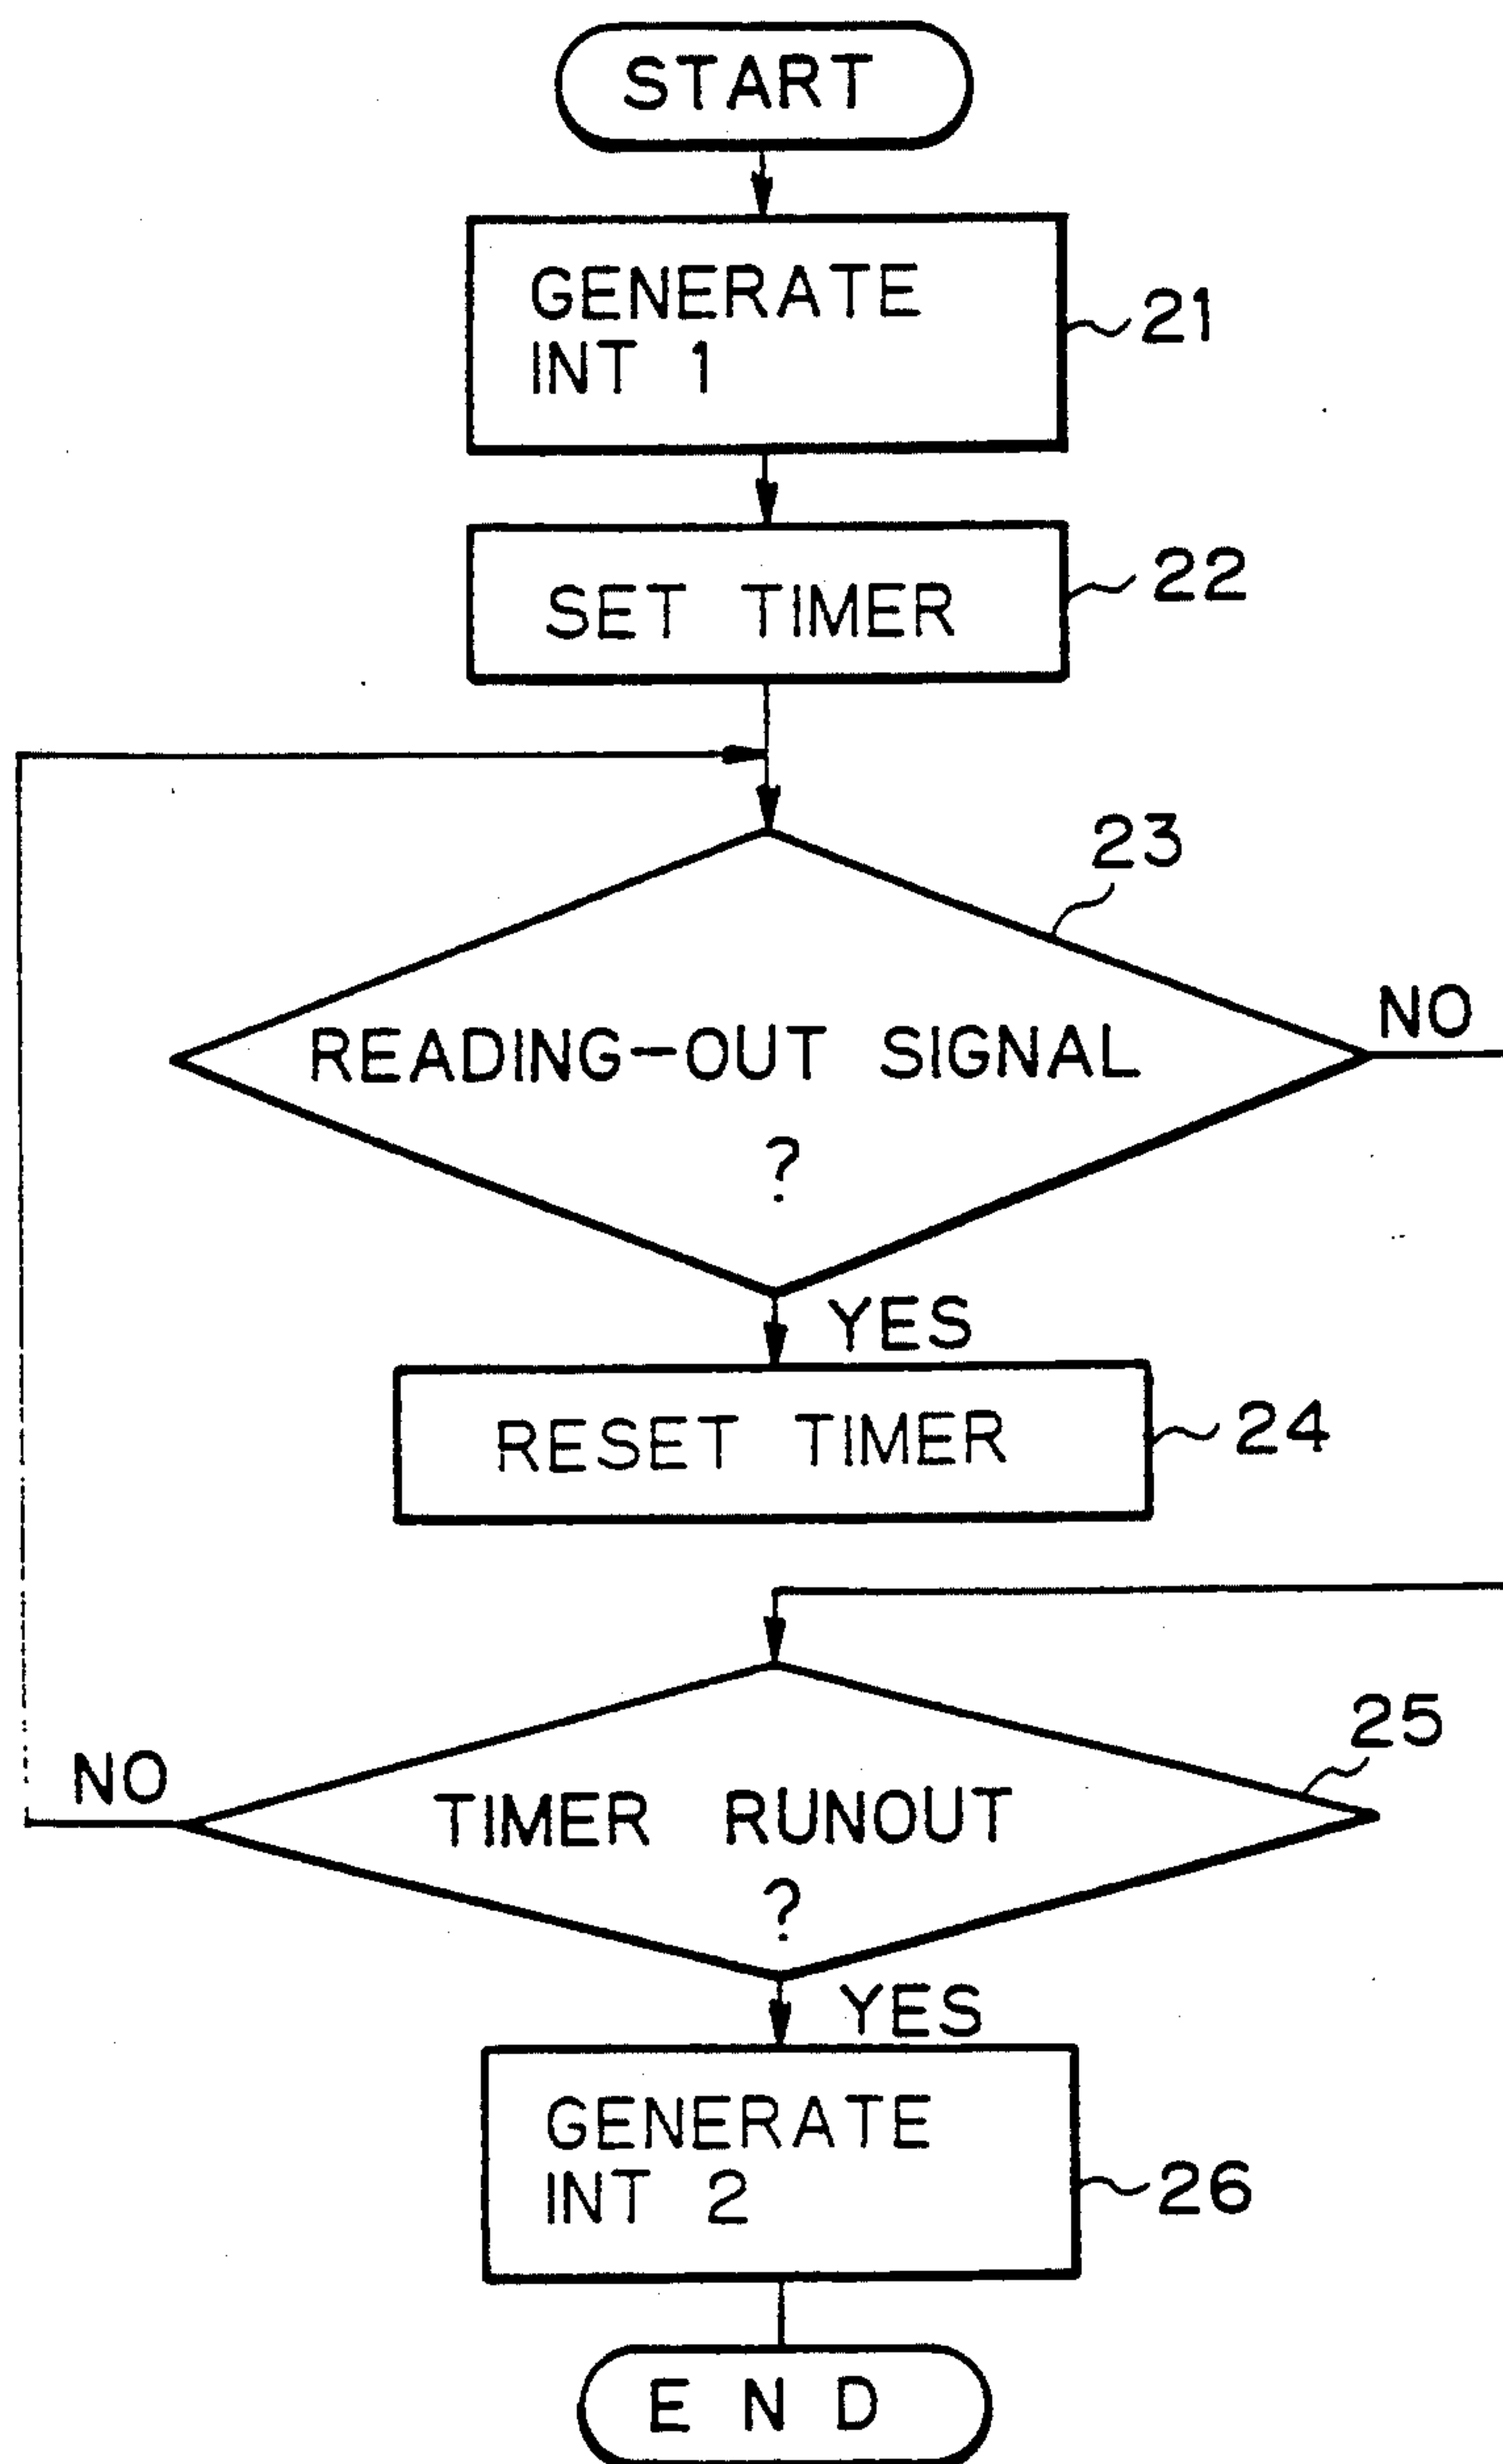 START
GENERATE
INT 1
21
SET TIMER
22
23
READING-OUT SIGNAL
?
NO
YES
RESET TIMER
24
25
NO
TIMER RUNOUT
?
YES
GENERATE
INT 2
26
END